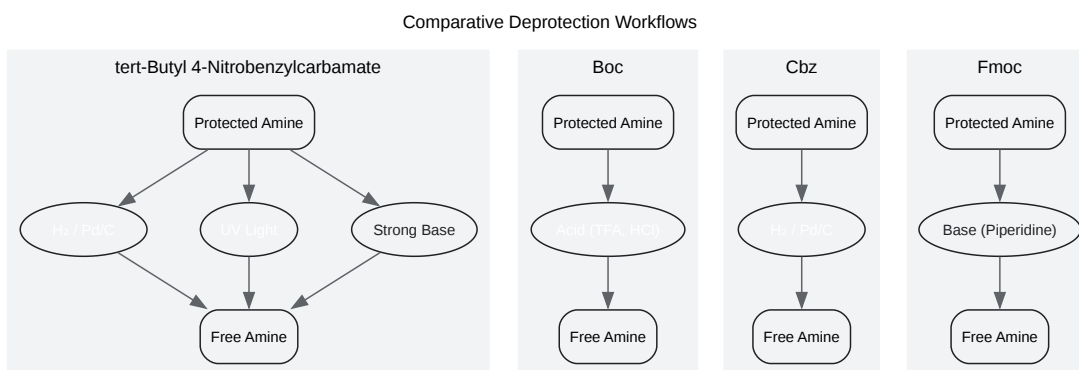 Comparative Deprotection Workflows
tert-Butyl 4-Nitrobenzylcarbamate
Boc
Cbz
Fmoc
Protected Amine
Protected Amine
Protected Amine
Protected Amine
H₂ / Pd/C
UV Light
Strong Base
Acid (TFA, HCl)
H₂ / Pd/C
Base (Piperidine)
Free Amine
Free Amine
Free Amine
Free Amine